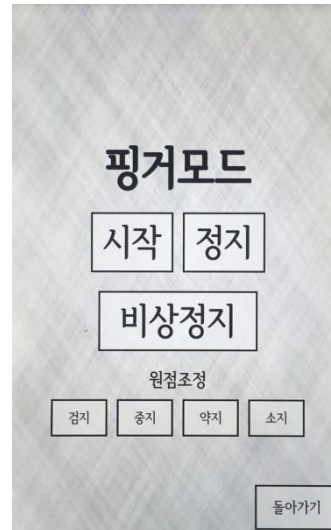 핑거모드
시작 정지
비상정지
원점조정
검지 중지 약지 소지
돌아가기